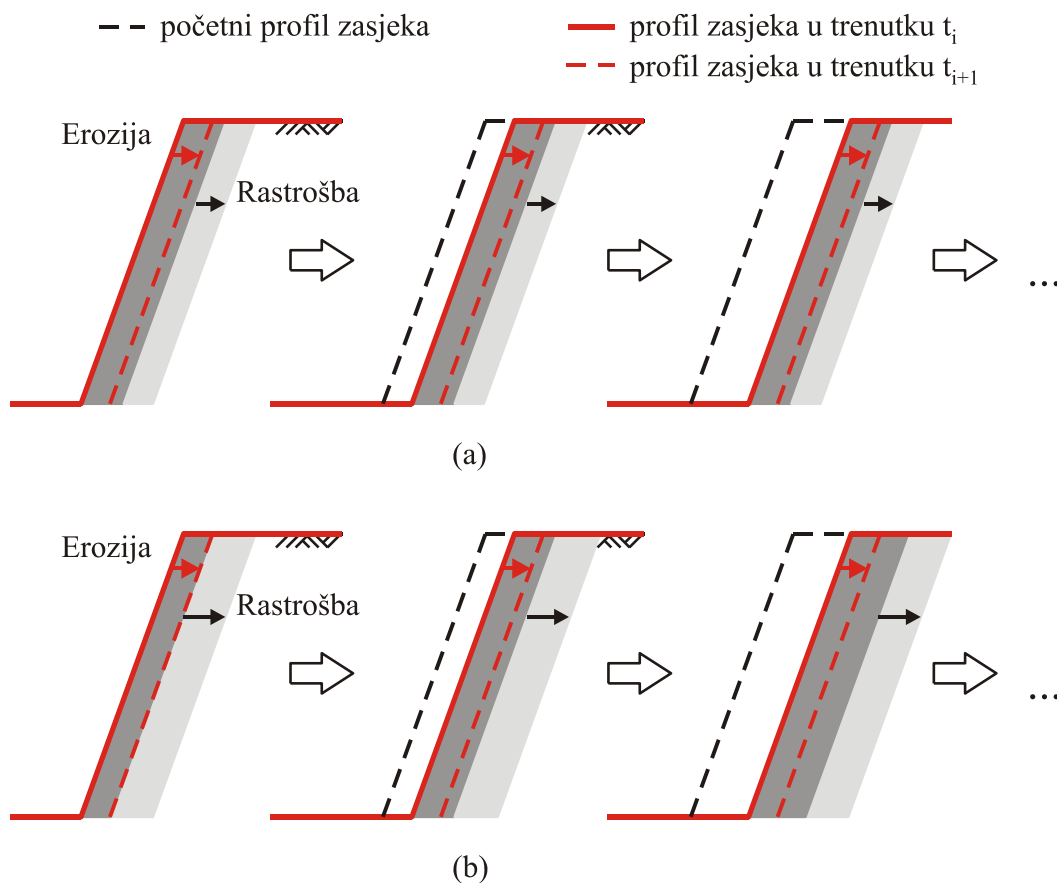 početni profil zasjeka
profil zasjeka u trenutku tᵢ
profil zasjeka u trenutku tᵢ₊₁
Erozija
Rastrošba
...
(a)
Erozija
Rastrošba
...
(b)